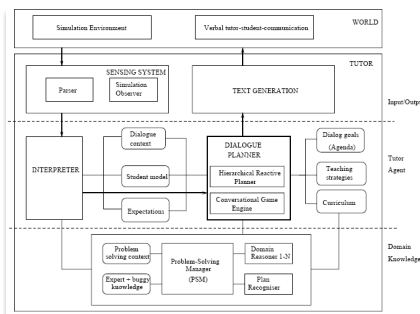 WORLD
Simulation Environment
Verbal tutor-student-communication
TUTOR
SENSING SYSTEM
Parser
Simulation
Observer
TEXT GENERATION
Input/Output
Dialogue
context
Student model
Expectations
INTERPRETER
DIALOGUE
PLANNER
Hierarchical Reactive
Planner
Conversational Game
Engine
Dialog goals
(Agenda)
Teaching
strategies
Curriculum
Tutor
Agent
Problem
solving context
Expert + buggy
knowledge
Problem-Solving
Manager
(PSM)
Domain
Reasoner 1-N
Plan
Recogniser
Domain
Knowledge